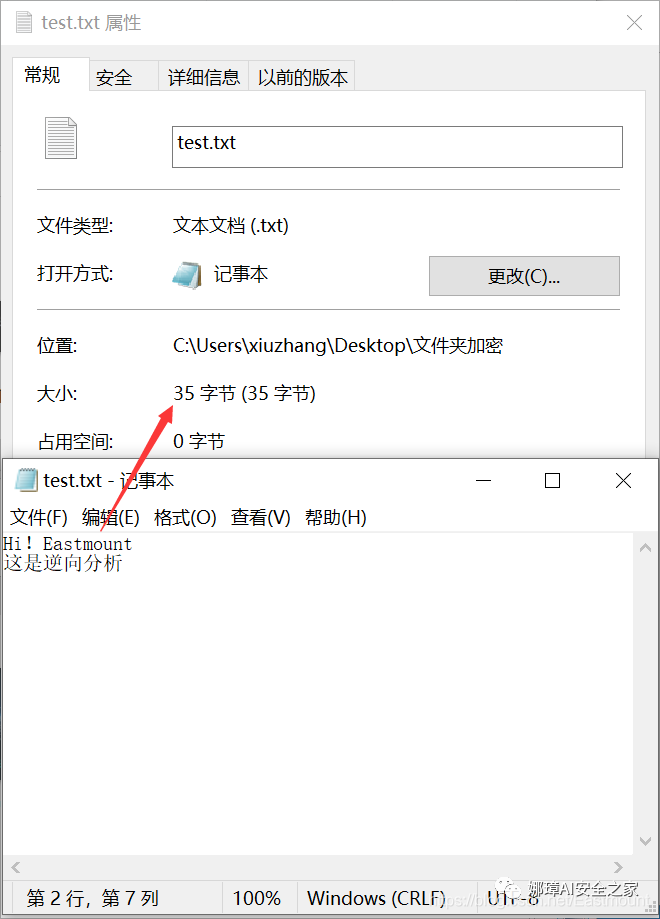 test.txt 属性
常规 安全 详细信息 以前的版本
test.txt
文件类型: 文本文档 (.txt)
打开方式: 记事本 更改(C)...
位置: C:\Users\xiuzhang\Desktop\文件夹加密
大小: 35 字节 (35 字节)
占用空间: 0 字节
test.txt - 记事本
文件(F) 编辑(E) 格式(O) 查看(V) 帮助(H)
Hi！Eastmount
这是逆向分析
第 2 行，第 7 列 100% Windows (CRLF) UTF-8
娜璋AI安全之家